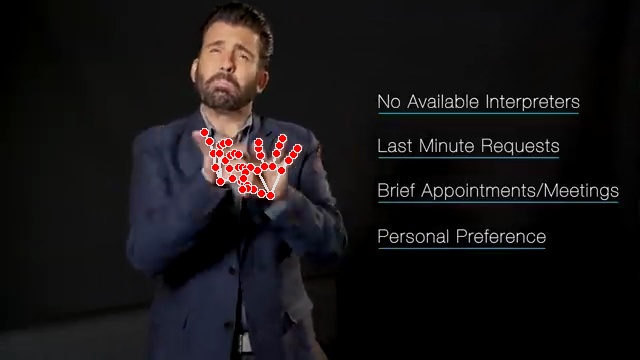 No Available Interpreters
Last Minute Requests
Brief Appointments/Meetings
Personal Preference